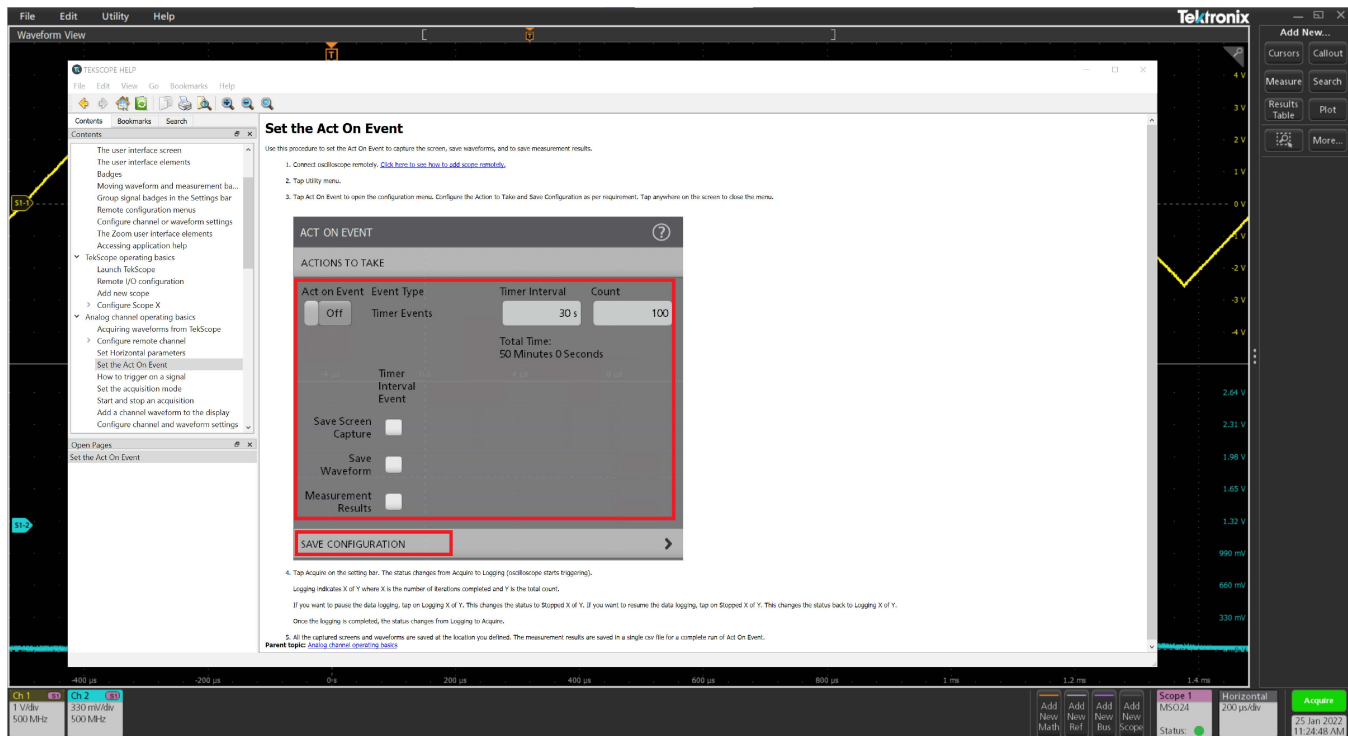 File Edit Utility Help
Tektronix
Waveform View
[ T ]
T
Add New...
Cursors Callout
Measure Search
Results Table Plot
More...
TEKSCOPE HELP
File Edit View Go Bookmarks Help
Contents Bookmarks Search
Contents
The user interface screen
The user interface elements
Badges
Moving waveform and measurement ba...
Group signal badges in the Settings bar
Remote configuration menus
Configure channel or waveform settings
The Zoom user interface elements
Accessing application help
TekScope operating basics
Launch TekScope
Remote I/O configuration
Add new scope
Configure Scope X
Analog channel operating basics
Acquiring waveforms from TekScope
Configure remote channel
Set Horizontal parameters
Set the Act On Event
How to trigger on a signal
Set the acquisition mode
Start and stop an acquisition
Add a channel waveform to the display
Configure channel and waveform settings
Open Pages
Set the Act On Event
Set the Act On Event
Use this procedure to set the Act On Event to capture the screen, save waveforms, and to save measurement results.
1. Connect oscilloscope remotely. Click here to see how to add scope remotely.
2. Tap Utility menu.
3. Tap Act On Event to open the configuration menu. Configure the Action to Take and Save Configuration as per requirement. Tap anywhere on the screen to close the menu.
ACT ON EVENT ?
ACTIONS TO TAKE
Act on Event Event Type Timer Interval Count
Off Timer Events 30 s 100
Total Time:
50 Minutes 0 Seconds
Timer
Interval
Event
Save Screen
Capture
Save
Waveform
Measurement
Results
SAVE CONFIGURATION
4. Tap Acquire on the setting bar. The status changes from Acquire to Logging (oscilloscope starts triggering).
Logging indicates X of Y where X is the number of iterations completed and Y is the total count.
If you want to pause the data logging, tap on Logging X of Y. This changes the status to Stopped X of Y. If you want to resume the data logging, tap on Stopped X of Y. This changes the status back to Logging X of Y.
Once the logging is completed, the status changes from Logging to Acquire.
5. All the captured screens and waveforms are saved at the location you defined. The measurement results are saved in a single csv file for a complete run of Act On Event.
Parent topic: Analog channel operating basics
4 V
3 V
2 V
1 V
0 V
-1 V
-2 V
-3 V
-4 V
2.64 V
2.31 V
1.98 V
1.65 V
1.32 V
990 mV
660 mV
330 mV
S1-1
S1-2
-400 µs -200 µs 0 s 200 µs 400 µs 600 µs 800 µs 1 ms 1.2 ms 1.4 ms
Ch 1 S1
1 V/div
500 MHz
Ch 2 S1
330 mV/div
500 MHz
Add New Math
Add New Ref
Add New Bus
Add New Scope
Scope 1
MSO24
Status:
Horizontal
200 µs/div
Acquire
25 Jan 2022
11:24:48 AM